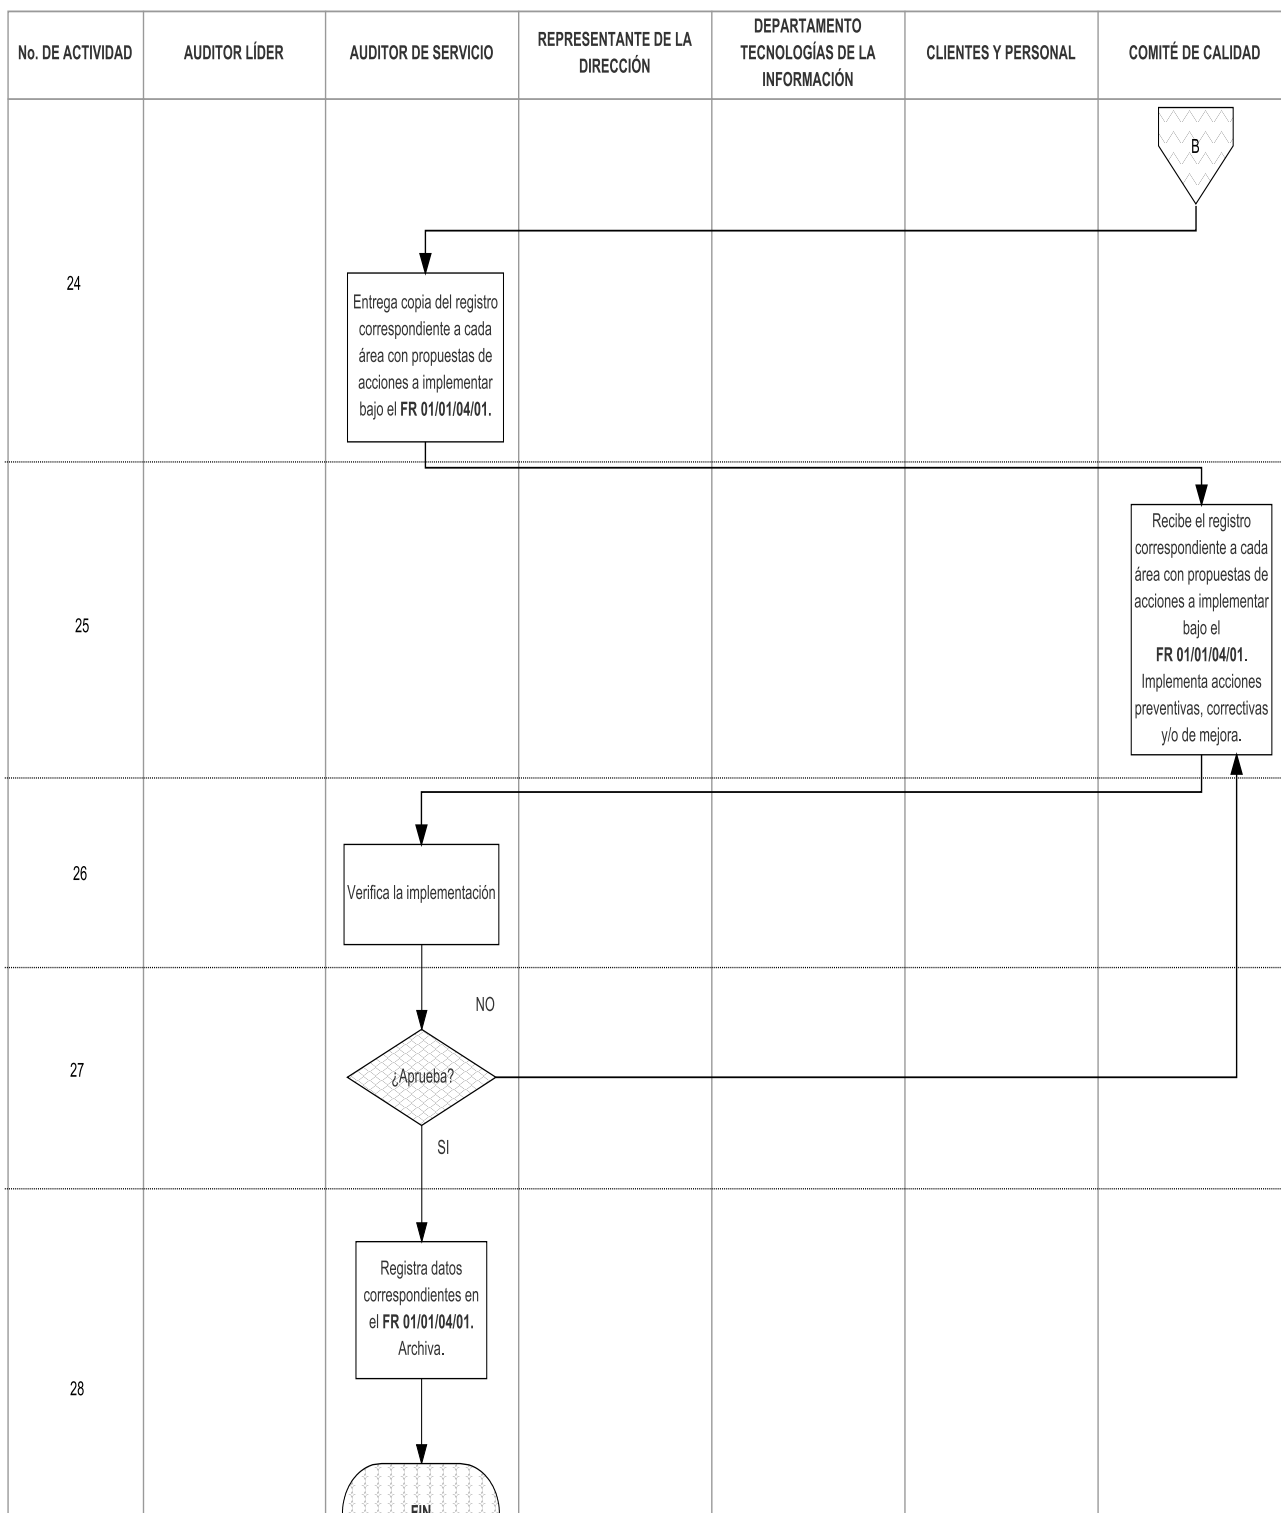 No. DE ACTIVIDAD
AUDITOR LÍDER
AUDITOR DE SERVICIO
REPRESENTANTE DE LA
DIRECCIÓN
DEPARTAMENTO
TECNOLOGÍAS DE LA
INFORMACIÓN
CLIENTES Y PERSONAL
COMITÉ DE CALIDAD
B
24
Entrega copia del registro
correspondiente a cada
área con propuestas de
acciones a implementar
bajo el FR 01/01/04/01.
25
Recibe el registro
correspondiente a cada
área con propuestas de
acciones a implementar
bajo el
FR 01/01/04/01.
Implementa acciones
preventivas, correctivas
y/o de mejora.
26
Verifica la implementación
NO
27
¿Aprueba?
SI
Registra datos
correspondientes en
el FR 01/01/04/01.
Archiva.
28
FIN